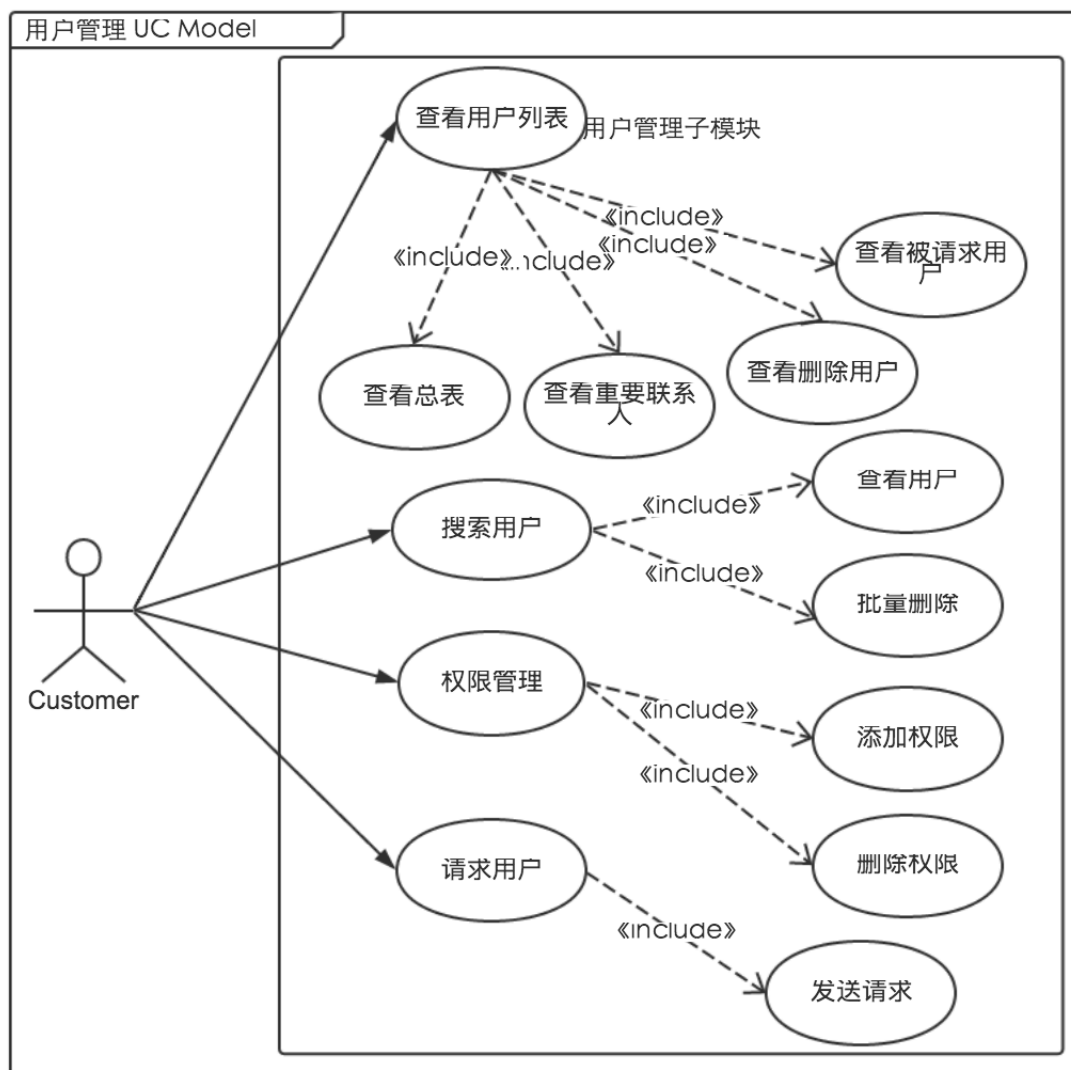 用户管理 UC Model
查看用户列表
用户管理子模块
«include»
«include»
«include»
...nclude»
查看被请求用
户
查看删除用户
查看总表
查看重要联系
人
查看用户
«include»
搜索用户
«include»
批量删除
权限管理
«include»
添加权限
Customer
«include»
请求用户
删除权限
«include»
发送请求